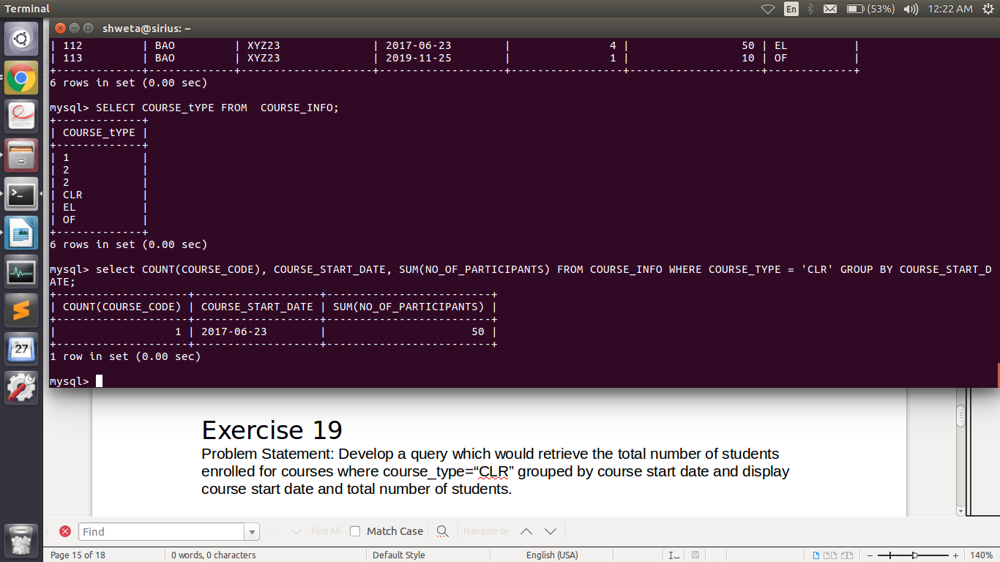 Terminal
En
(53%)
12:22 AM
shweta@sirius: ~
| 112 | BAO | XYZ23 | 2017-06-23 | 4 | 50 | EL |
| 113 | BAO | XYZ23 | 2019-11-25 | 1 | 10 | OF |
+-------------+-------------+--------------------+-------------------+-----------------+--------------------+-------------+
6 rows in set (0.00 sec)
mysql> SELECT COURSE_tYPE FROM  COURSE_INFO;
+-------------+
| COURSE_tYPE |
+-------------+
| 1 |
| 2 |
| 2 |
| CLR |
| EL |
| OF |
+-------------+
6 rows in set (0.00 sec)
mysql> select COUNT(COURSE_CODE), COURSE_START_DATE, SUM(NO_OF_PARTICIPANTS) FROM COURSE_INFO WHERE COURSE_TYPE = 'CLR' GROUP BY COURSE_START_D
ATE;
+--------------------+-------------------+-------------------------+
| COUNT(COURSE_CODE) | COURSE_START_DATE | SUM(NO_OF_PARTICIPANTS) |
+--------------------+-------------------+-------------------------+
| 1 | 2017-06-23 | 50 |
+--------------------+-------------------+-------------------------+
1 row in set (0.00 sec)
mysql>
27
Exercise 19
Problem Statement: Develop a query which would retrieve the total number of students
enrolled for courses where course_type=“CLR” grouped by course start date and display
course start date and total number of students.
Find
Find All
Match Case
Navigate by
Page 15 of 18
0 words, 0 characters
Default Style
English (USA)
140%